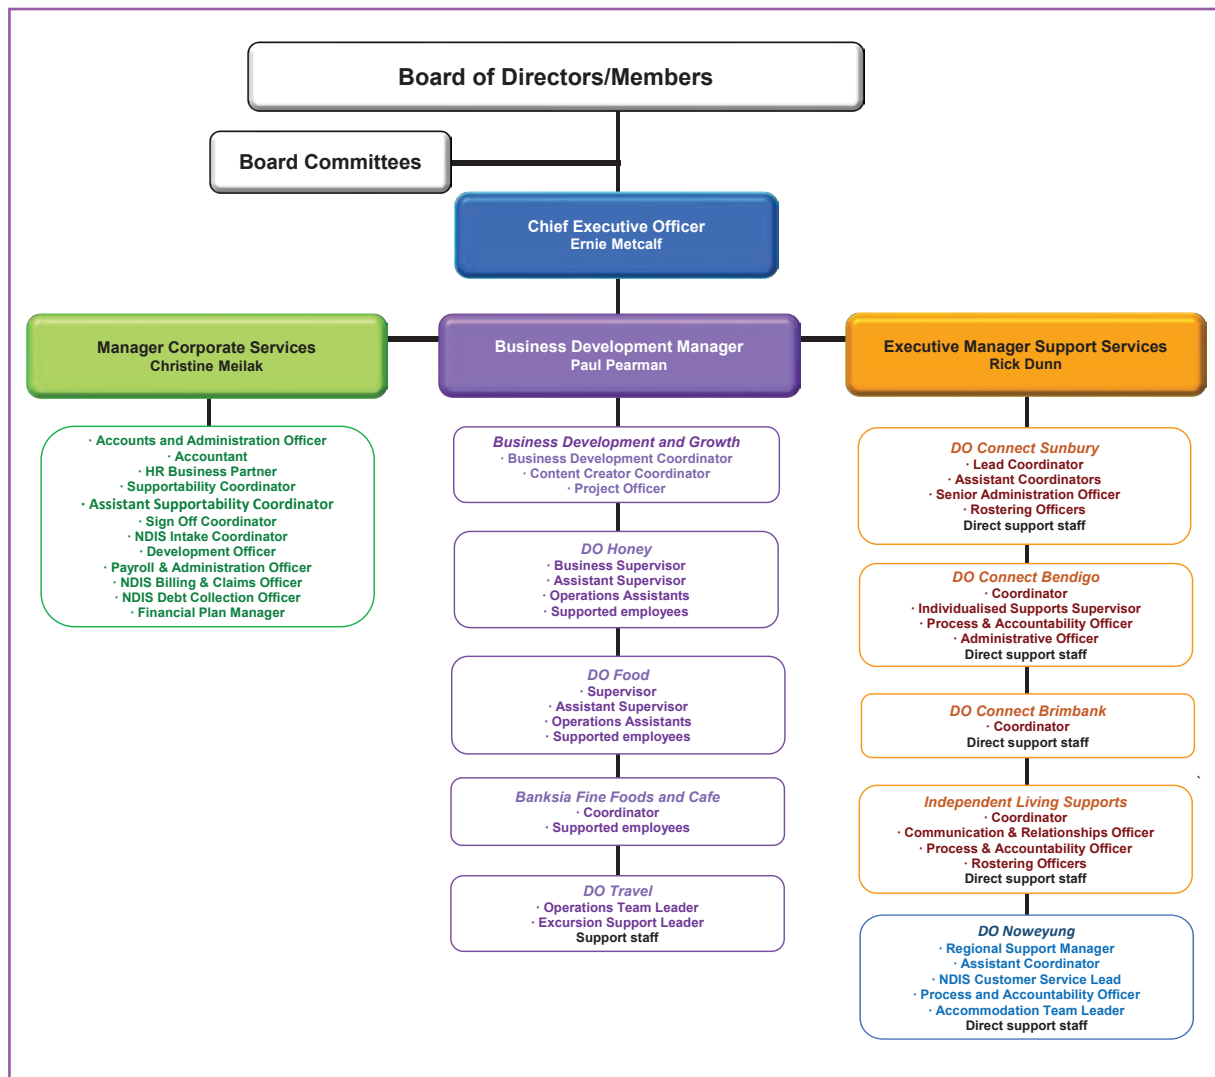 Board of Directors/Members
Board Committees
Chief Executive Officer
Ernie Metcalf
Manager Corporate Services
Christine Meilak
Business Development Manager
Paul Pearman
Executive Manager Support Services
Rick Dunn
· Accounts and Administration Officer
· Accountant
· HR Business Partner
· Supportability Coordinator
· Assistant Supportability Coordinator
· Sign Off Coordinator
· NDIS Intake Coordinator
· Development Officer
· Payroll & Administration Officer
· NDIS Billing & Claims Officer
· NDIS Debt Collection Officer
· Financial Plan Manager
Business Development and Growth
· Business Development Coordinator
· Content Creator Coordinator
· Project Officer
DO Honey
· Business Supervisor
· Assistant Supervisor
· Operations Assistants
· Supported employees
DO Food
· Supervisor
· Assistant Supervisor
· Operations Assistants
· Supported employees
Banksia Fine Foods and Cafe
· Coordinator
· Supported employees
DO Travel
· Operations Team Leader
· Excursion Support Leader
Support staff
DO Connect Sunbury
· Lead Coordinator
· Assistant Coordinators
· Senior Administration Officer
· Rostering Officers
Direct support staff
DO Connect Bendigo
· Coordinator
· Individualised Supports Supervisor
· Process & Accountability Officer
· Administrative Officer
Direct support staff
DO Connect Brimbank
· Coordinator
Direct support staff
`
Independent Living Supports
· Coordinator
· Communication & Relationships Officer
· Process & Accountability Officer
· Rostering Officers
Direct support staff
DO Noweyung
· Regional Support Manager
· Assistant Coordinator
· NDIS Customer Service Lead
· Process and Accountability Officer
· Accommodation Team Leader
Direct support staff